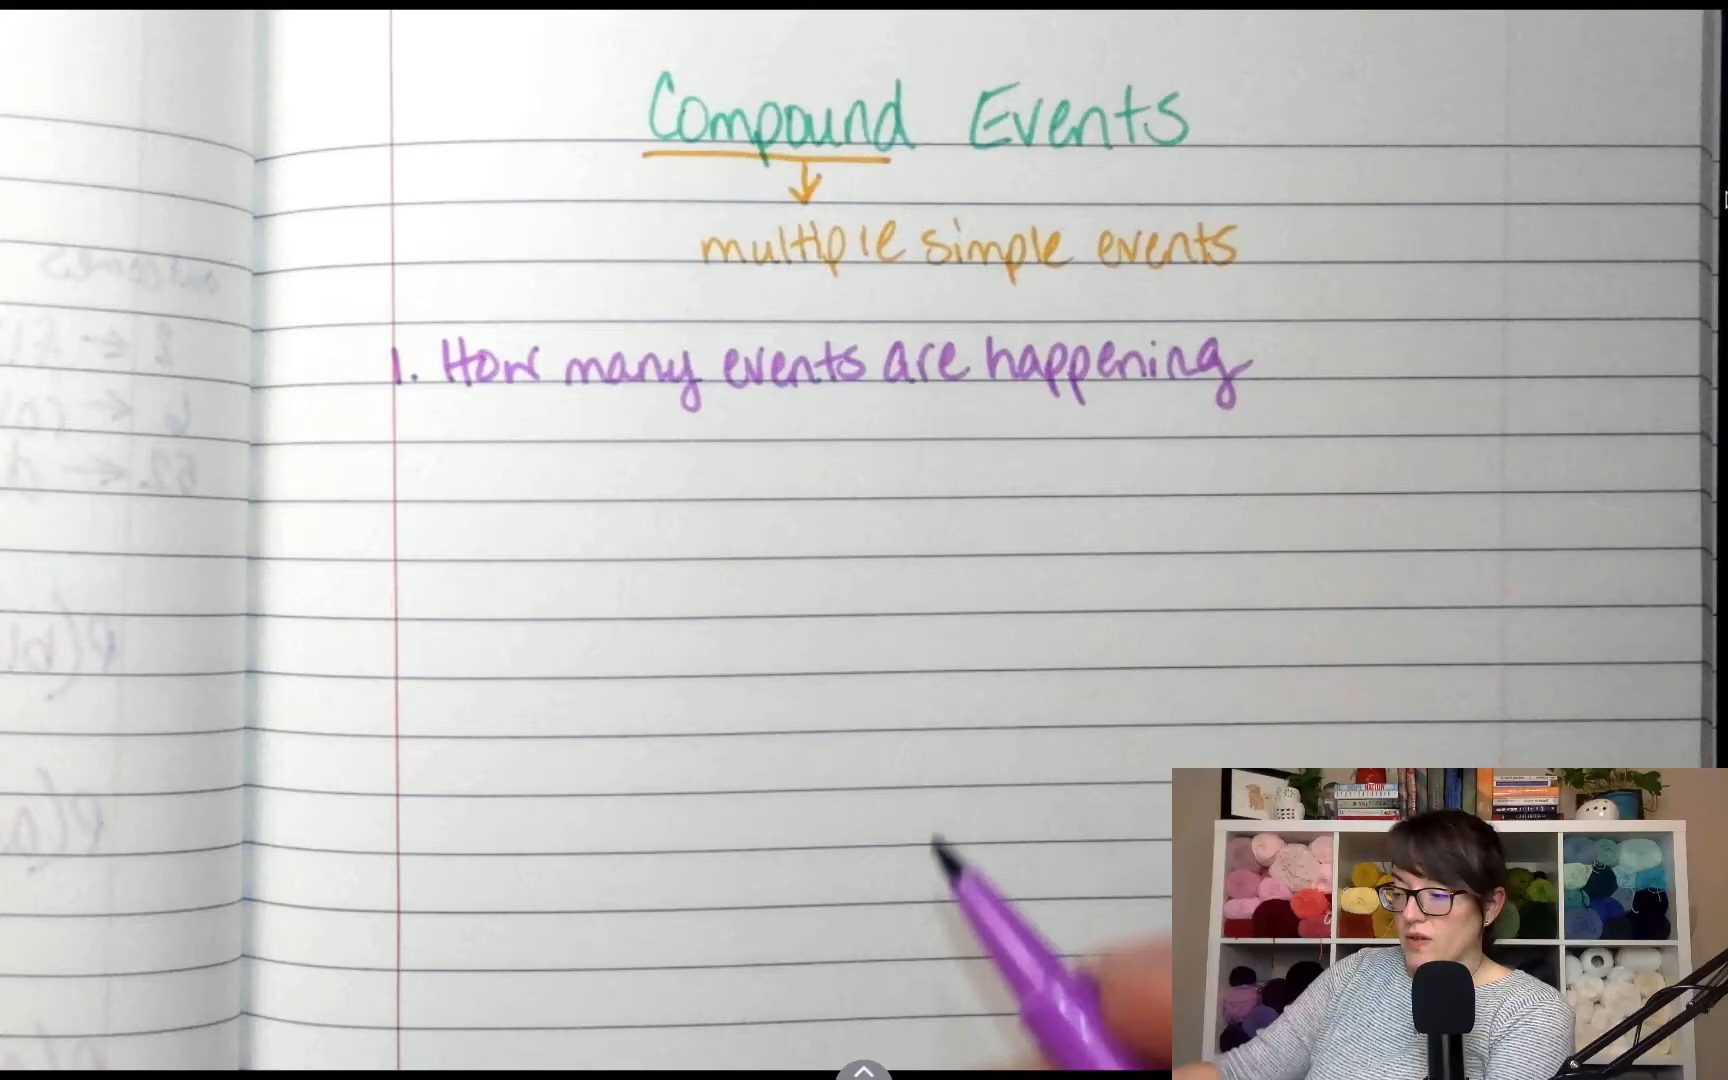 Compound Events
multiple simple events
1. How many events are happening